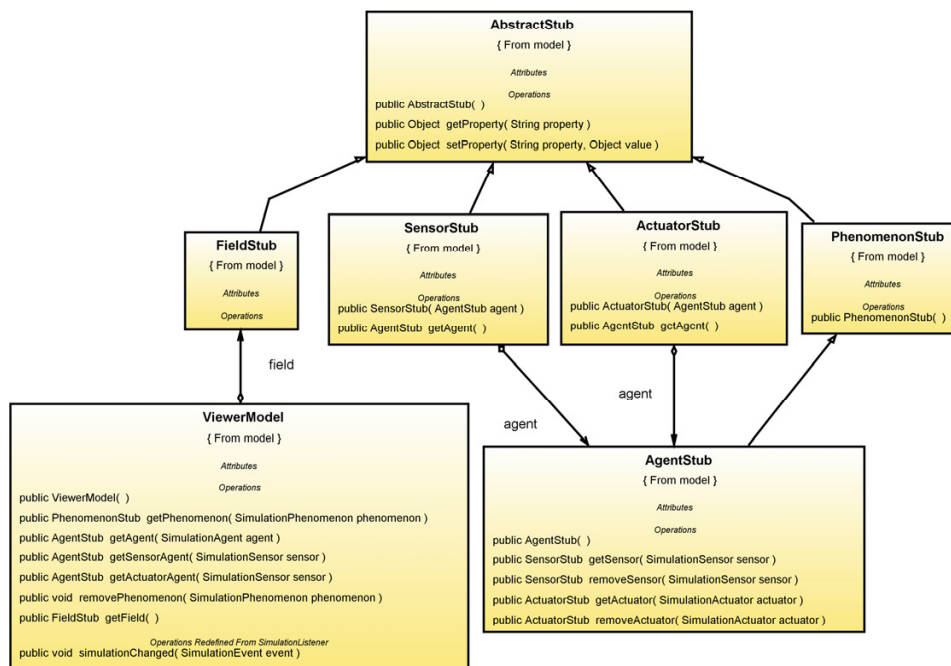 AbstractStub
{ From model }
Attributes
Operations
public AbstractStub( )
public Object getProperty( String property )
public Object setProperty( String property, Object value )
FieldStub
{ From model }
Attributes
Operations
SensorStub
{ From model }
Attributes
Operations
public SensorStub( AgentStub agent )
public AgentStub getAgent( )
ActuatorStub
{ From model }
Attributes
Operations
public ActuatorStub( AgentStub agent )
public AgentStub getAgent( )
PhenomenonStub
{ From model }
Attributes
Operations
public PhenomenonStub( )
field
agent
agent
ViewerModel
{ From model }
Attributes
Operations
public ViewerModel( )
public PhenomenonStub getPhenomenon( SimulationPhenomenon phenomenon )
public AgentStub getAgent( SimulationAgent agent )
public AgentStub getSensorAgent( SimulationSensor sensor )
public AgentStub getActuatorAgent( SimulationSensor sensor )
public void removePhenomenon( SimulationPhenomenon phenomenon )
public FieldStub getField( )
Operations Redefined From SimulationListener
public void simulationChanged( SimulationEvent event )
AgentStub
{ From model }
Attributes
Operations
public AgentStub( )
public SensorStub getSensor( SimulationSensor sensor )
public SensorStub removeSensor( SimulationSensor sensor )
public ActuatorStub getActuator( SimulationActuator actuator )
public ActuatorStub removeActuator( SimulationActuator actuator )